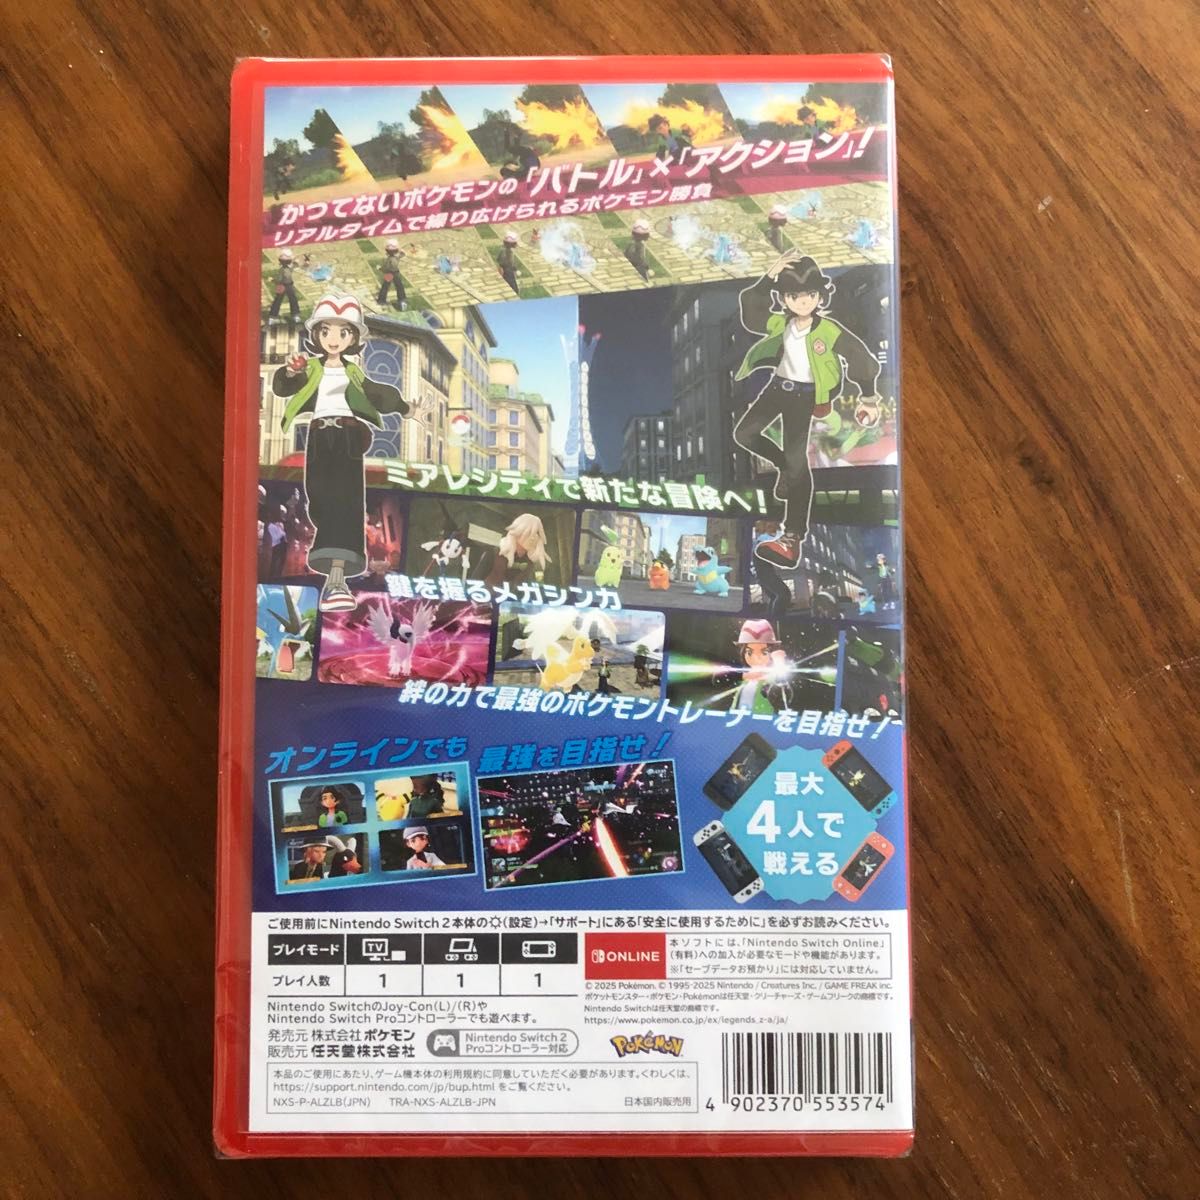 かつてないポケモンの「バトル」×「アクション」！
リアルタイムで繰り広げられるポケモン勝負
ミアレシティで新たな冒険へ！
鍵を握るメガシンカ
絆の力で最強のポケモントレーナーを目指せ！
オンラインでも 最強を目指せ！
最大
4人で
戦える
ご使用前にNintendo Switch 2本体の(設定)→「サポート」にある「安全に使用するために」を必ずお読みください。
プレイモード TV
プレイ人数 1 1 1
ONLINE
本ソフトには、「Nintendo Switch Online」
(有料)への加入が必要なモードや機能があります。
※「セーブデータお預かり」には対応していません。
Nintendo SwitchのJoy-Con(L)/(R)や
Nintendo Switch Proコントローラーでも遊べます。
© 2025 Pokémon. © 1995-2025 Nintendo / Creatures Inc. / GAME FREAK inc.
ポケットモンスター・ポケモン・Pokémonは任天堂・クリーチャーズ・ゲームフリークの商標です。
Nintendo Switchは任天堂の商標です。
https://www.pokemon.co.jp/ex/legends_z-a/ja/
発売元 株式会社ポケモン
販売元 任天堂株式会社
Nintendo Switch 2
Proコントローラー対応
POKéMON
本品のご使用にあたり、ゲーム機本体の利用規約に同意していただく必要があります。くわしくは、
https://support.nintendo.com/jp/bup.html をご覧ください。
NXS-P-ALZLB(JPN) TRA-NXS-ALZLB-JPN 日本国内販売用
4 902370 553574